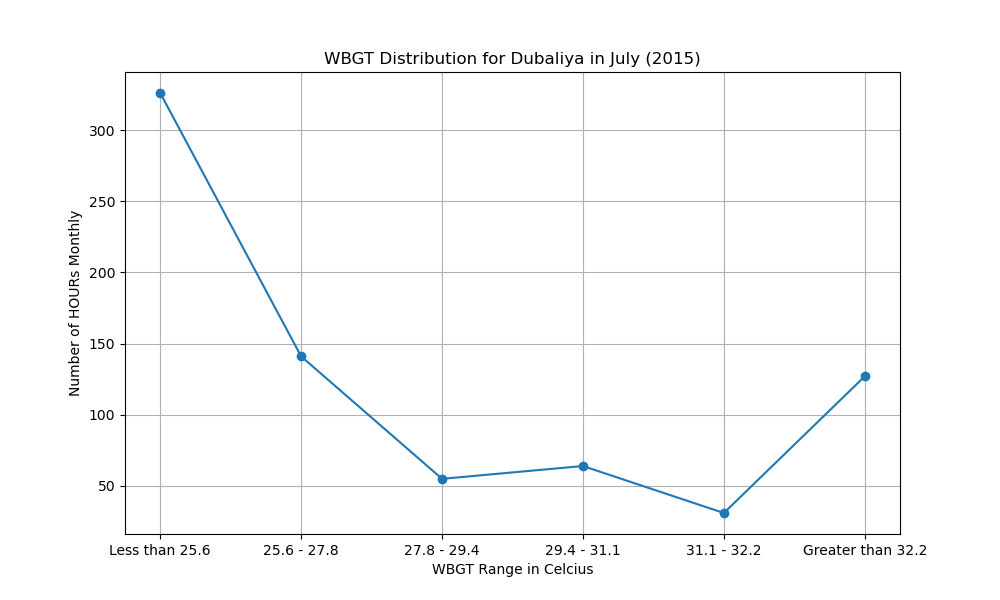 WBGT Distribution for Dubaliya in July (2015)
Number of HOURs Monthly
300
250
200
150
100
50
Less than 25.6
25.6 - 27.8
27.8 - 29.4
29.4 - 31.1
31.1 - 32.2
Greater than 32.2
WBGT Range in Celcius